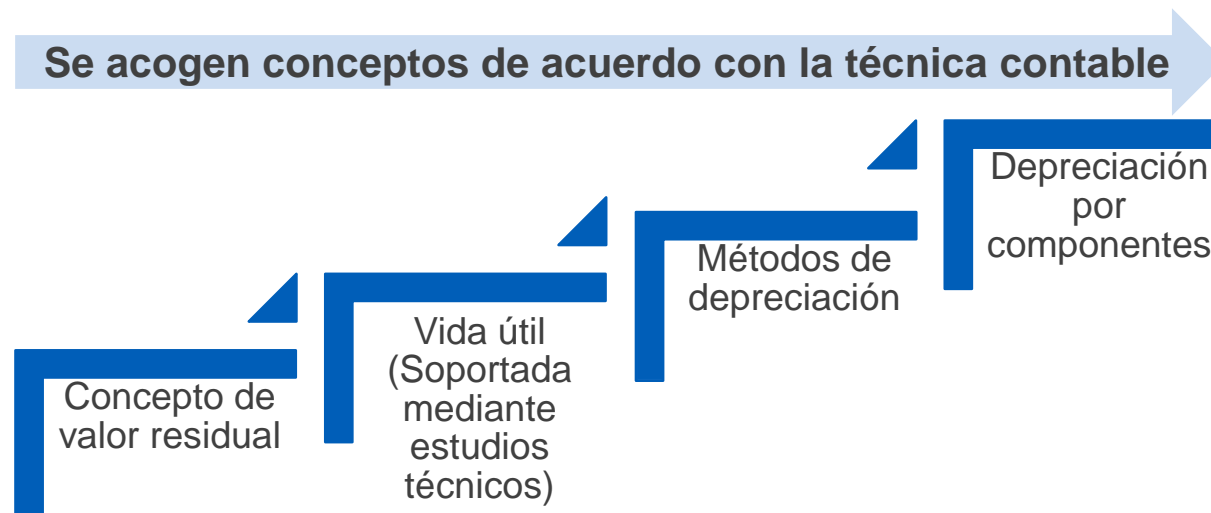 Se acogen conceptos de acuerdo con la técnica contable
Concepto de
valor residual
Vida útil
(Soportada
mediante
estudios
técnicos)
Métodos de
depreciación
Depreciación
por
componentes